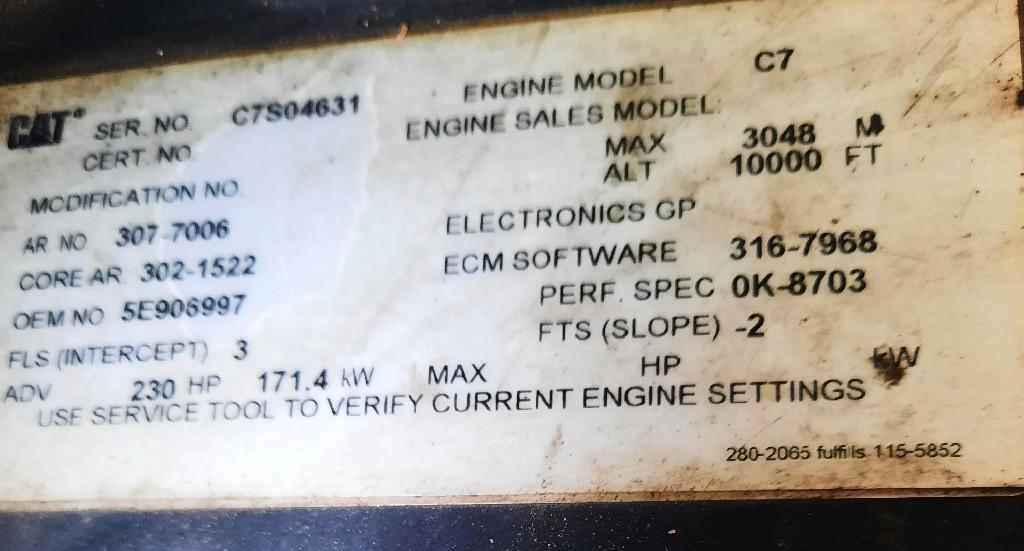 CAT® SER. NO. C7S04631 ENGINE MODEL C7
CERT. NO. ENGINE SALES MODEL:
MAX 3048 M
ALT 10000 FT
MODIFICATION NO.
AR NO 307-7006 ELECTRONICS GP
CORE AR. 302-1522 ECM SOFTWARE 316-7968
OEM NO 5E906997 PERF. SPEC 0K-8703
FLS (INTERCEPT) 3 FTS (SLOPE) -2
ADV 230 HP 171.4 kW MAX HP kW
USE SERVICE TOOL TO VERIFY CURRENT ENGINE SETTINGS
280-2065 fulfills 115-5852